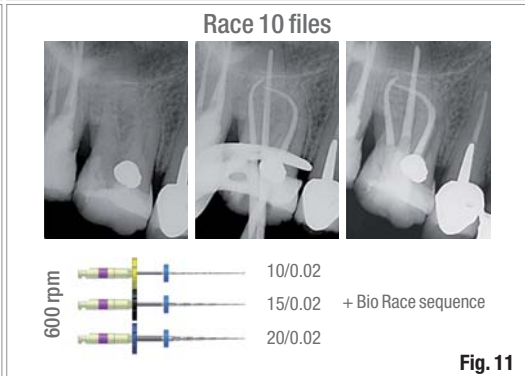 Race 10 files
600 rpm
10/0.02
15/0.02 + Bio Race sequence
20/0.02
Fig. 11